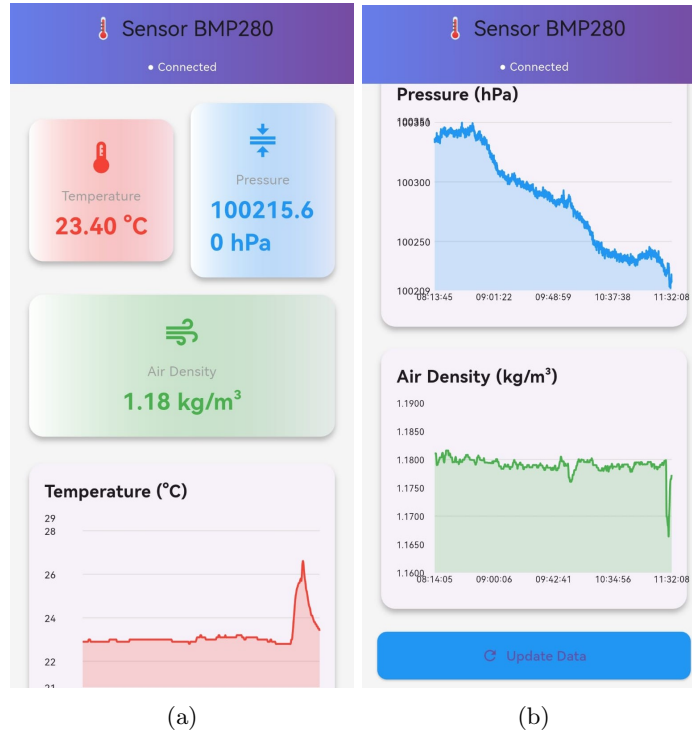 Sensor BMP280
Connected
Temperature
23.40 °C
Pressure
100215.6
0 hPa
Air Density
1.18 kg/m³
Temperature (°C)
29
28
26
24
22
21
(a)
Sensor BMP280
Connected
Pressure (hPa)
100350
100300
100250
100209
08:13:45 09:01:22 09:48:59 10:37:38 11:32:08
Air Density (kg/m³)
1.1900
1.1850
1.1800
1.1750
1.1700
1.1650
1.1600
08:14:05 09:00:06 09:42:41 10:34:56 11:32:08
Update Data
(b)